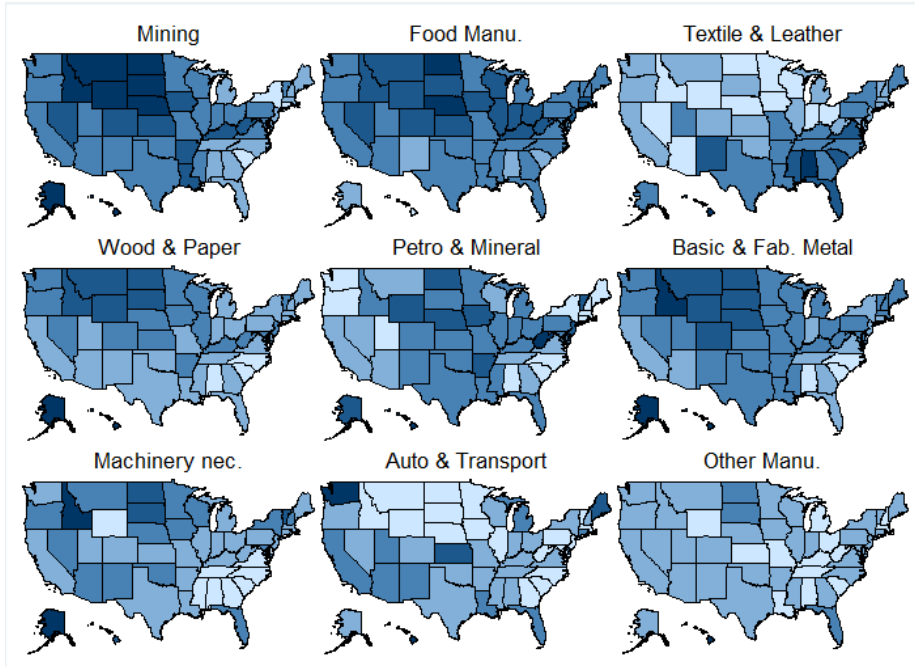 Mining
Food Manu.
Textile & Leather
Wood & Paper
Petro & Mineral
Basic & Fab. Metal
Machinery nec.
Auto & Transport
Other Manu.